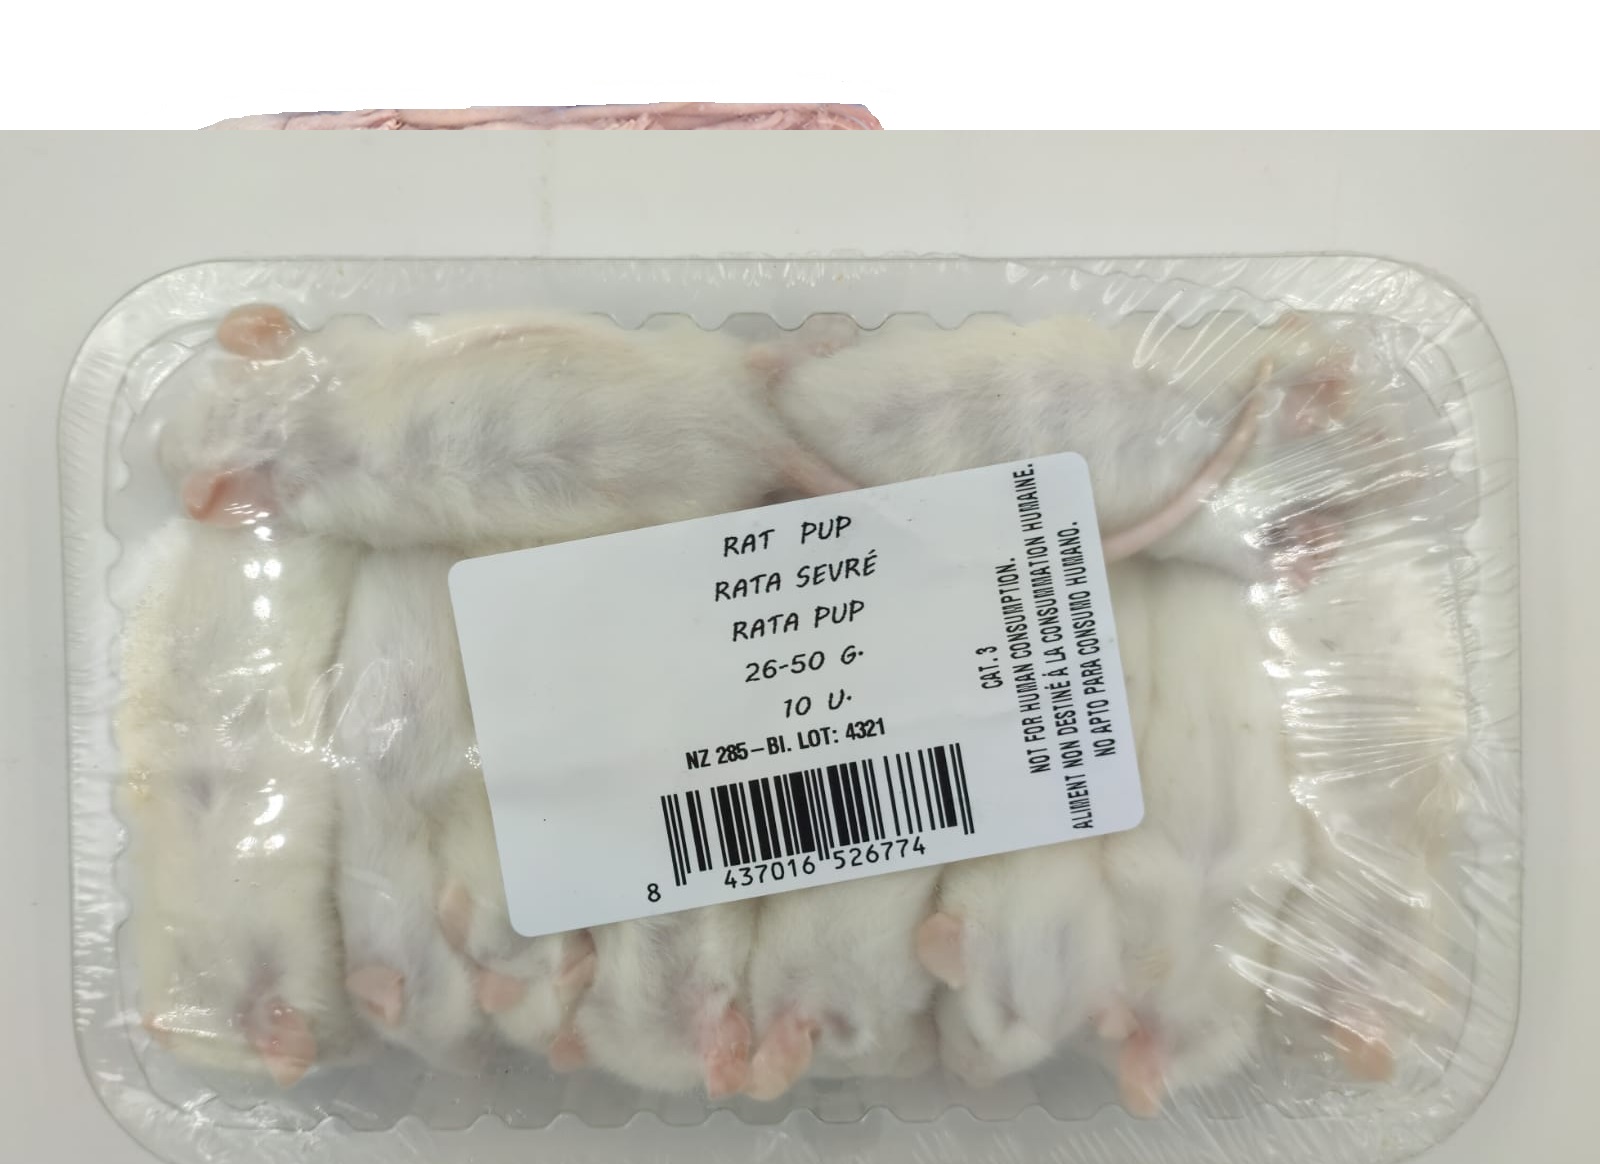 RAT PUP
RATA SEVRÉ
RATA PUP
26-50 G.
10 U.
NZ 285-BI. LOT: 4321
8 437016 526774
CAT. 3
NOT FOR HUMAN CONSUMPTION.
ALIMENT NON DESTINÉ À LA CONSUMMATION HUMAINE.
NO APTO PARA CONSUMO HUMANO.